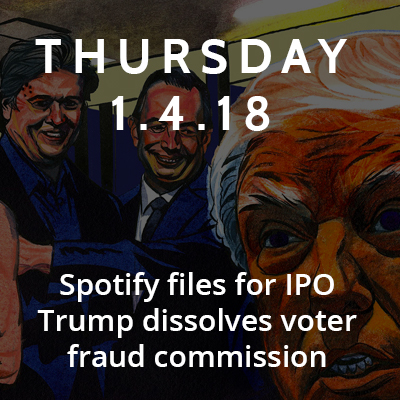 THURSDAY
1.4.18
Spotify files for IPO
Trump dissolves voter
fraud commission